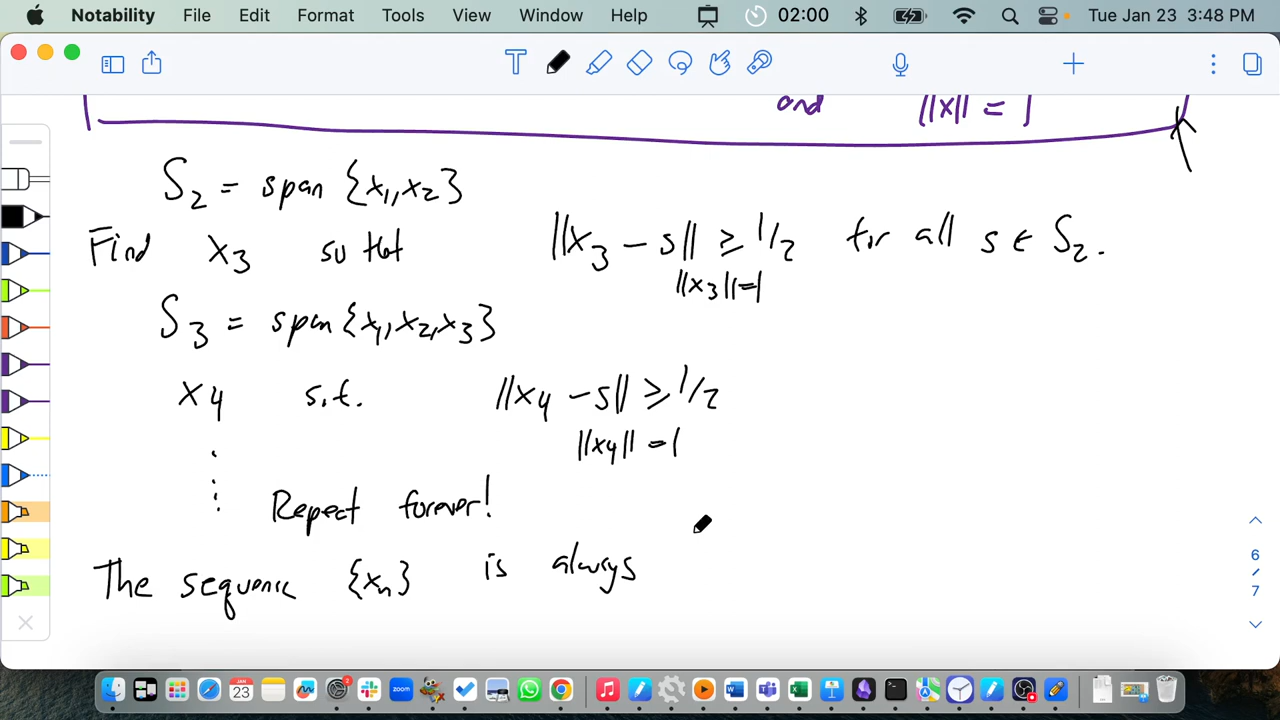 Notability File Edit Format Tools View Window Help 02:00 Tue Jan 23 3:48 PM
T
and ||x|| = 1
S₂ = span {x₁,x₂}
Find x₃ so that ||x₃ − s|| ≥ 1/2 for all s ∈ S₂.
||x₃||=1
S₃ = span{x₁,x₂,x₃}
x₄ s.t. ||x₄ − s|| ≥ 1/2
||x₄|| = 1
Repeat forever!
The sequence {xₙ} is always
6
/
7
23
zoom